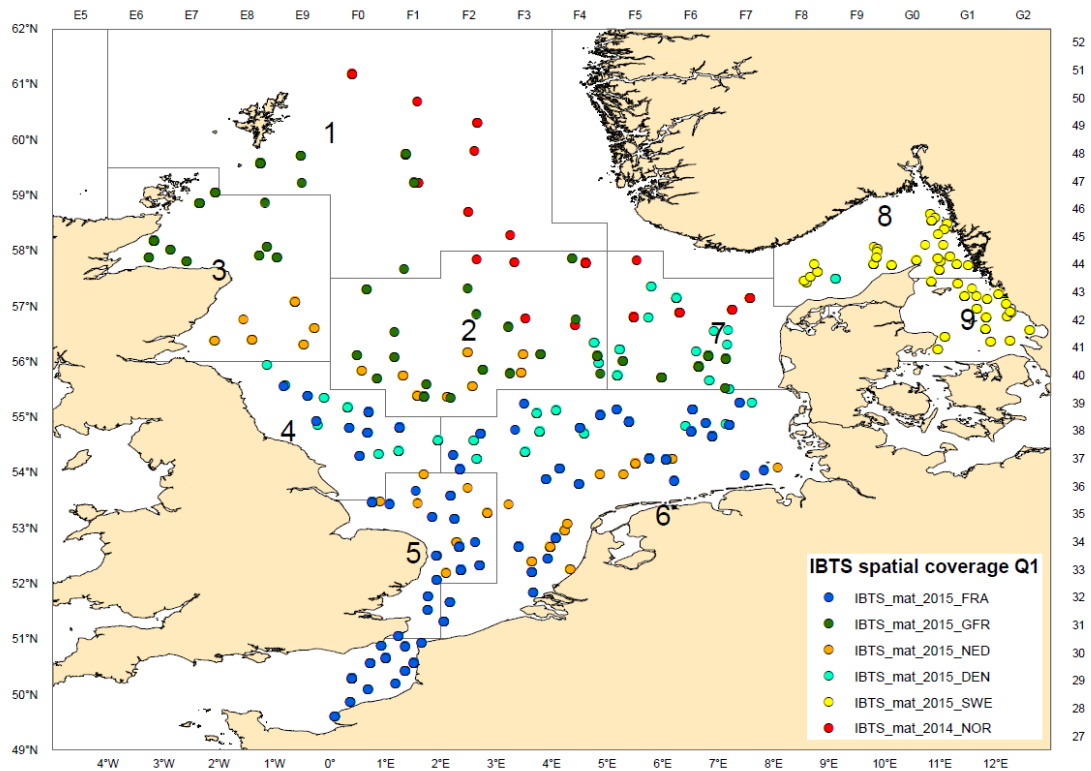 E5 E6 E7 E8 E9 F0 F1 F2 F3 F4 F5 F6 F7 F8 F9 G0 G1 G2
62°N 52
61°N 51
50
60°N 49
48
59°N 47
46
58°N 45
44
57°N 43
42
56°N 41
40
55°N 39
38
54°N 37
36
53°N 35
34
52°N 33
32
51°N 31
30
50°N 29
28
49°N 27
1
8
3
2
7
9
4
5
6
IBTS spatial coverage Q1
IBTS_mat_2015_FRA
IBTS_mat_2015_GFR
IBTS_mat_2015_NED
IBTS_mat_2015_DEN
IBTS_mat_2015_SWE
IBTS_mat_2014_NOR
4°W 3°W 2°W 1°W 0° 1°E 2°E 3°E 4°E 5°E 6°E 7°E 8°E 9°E 10°E 11°E 12°E